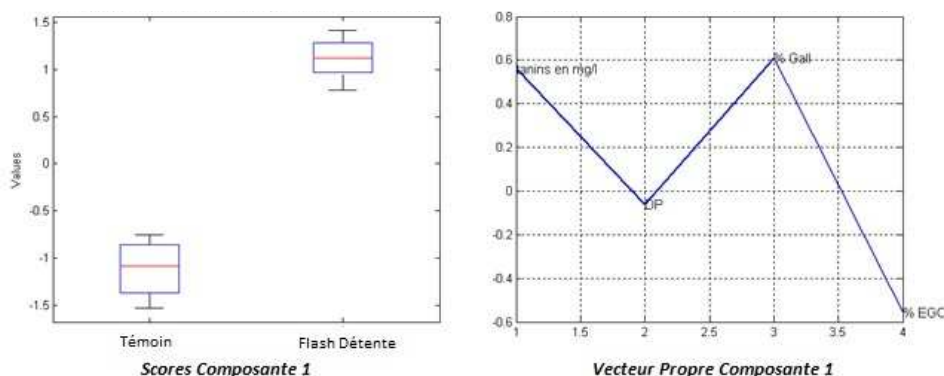 1.5
1
0.5
0
-0.5
-1
-1.5
Values
Témoin
Flash Détente
Scores Composante 1
0.8
0.6
0.4
0.2
0
-0.2
-0.4
-0.6
tanins en mg/l
DP
% Gall
% EGC
1
1.5
2
2.5
3
3.5
4
Vecteur Propre Composante 1